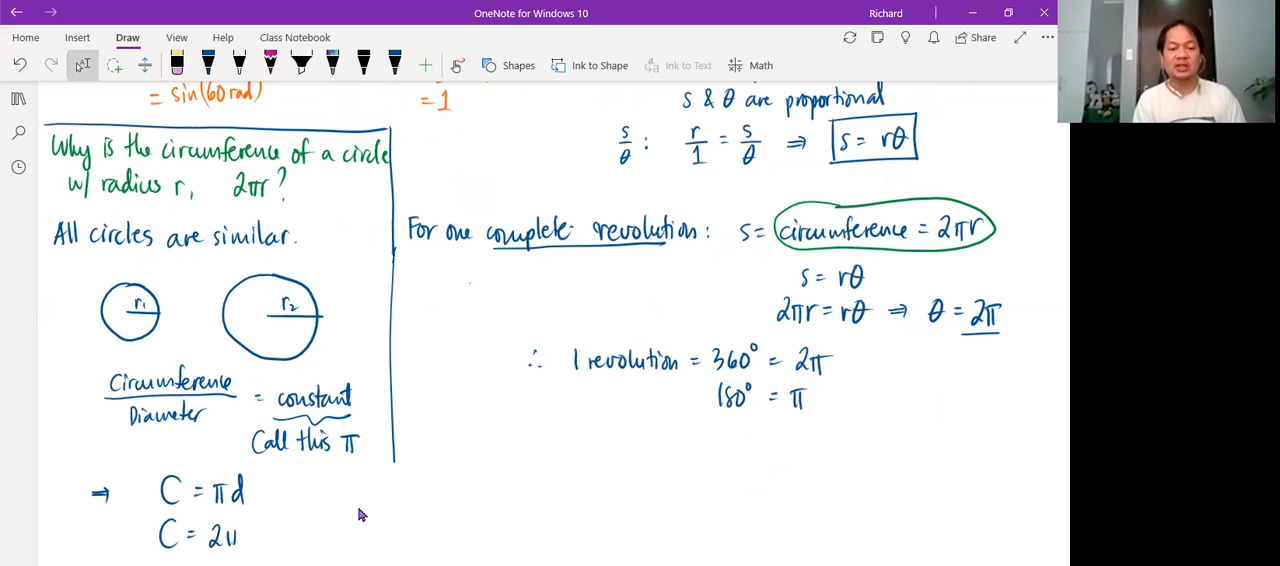 OneNote for Windows 10
Richard
Home Insert Draw View Help Class Notebook
Share
Shapes Ink to Shape Ink to Text Math
= sin(60 rad)
= 1
s & θ are proportional
s/θ : r/1 = s/θ ⇒ s = rθ
Why is the circumference of a circle
w/ radius r, 2πr?
All circles are similar.
r₁ r₂
Circumference/Diameter = constant
Call this π
⇒ C = πd
C = 2π
For one complete revolution: s = circumference = 2πr
s = rθ
2πr = rθ ⇒ θ = 2π
∴ 1 revolution = 360° = 2π
180° = π